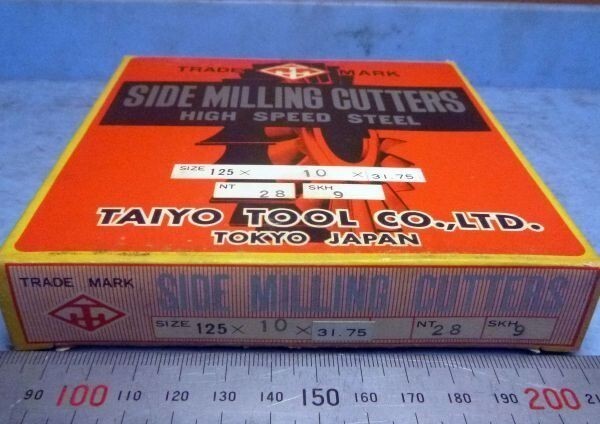 TRADE MARK
SIDE MILLING CUTTERS
HIGH SPEED STEEL
SIZE 125 × 10 × 31.75
NT 28 SKH 9
TAIYO TOOL CO.,LTD.
TOKYO JAPAN
TRADE MARK
SIDE MILLING CUTTERS
SIZE 125 × 10 × 31.75 NT 28 SKH 9
90 100 110 120 130 140 150 160 170 180 190 200 21